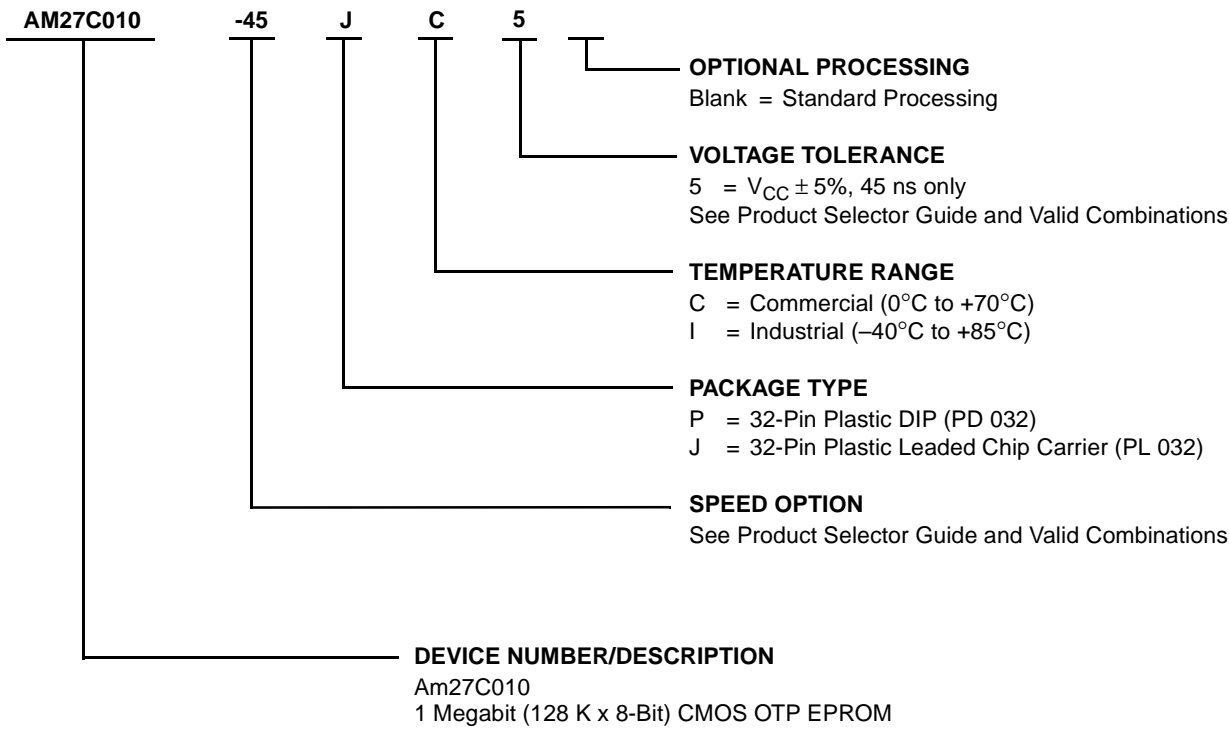 AM27C010 -45 J C 5
OPTIONAL PROCESSING
Blank = Standard Processing
VOLTAGE TOLERANCE
5 = VCC ± 5%, 45 ns only
See Product Selector Guide and Valid Combinations
TEMPERATURE RANGE
C = Commercial (0°C to +70°C)
I = Industrial (–40°C to +85°C)
PACKAGE TYPE
P = 32-Pin Plastic DIP (PD 032)
J = 32-Pin Plastic Leaded Chip Carrier (PL 032)
SPEED OPTION
See Product Selector Guide and Valid Combinations
DEVICE NUMBER/DESCRIPTION
Am27C010
1 Megabit (128 K x 8-Bit) CMOS OTP EPROM